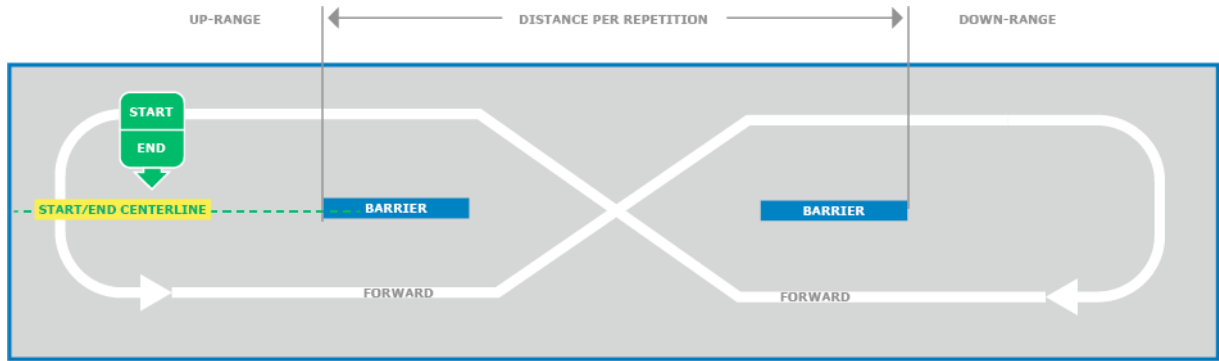 UP-RANGE
DISTANCE PER REPETITION
DOWN-RANGE
START
END
START/END CENTERLINE
BARRIER
BARRIER
FORWARD
FORWARD